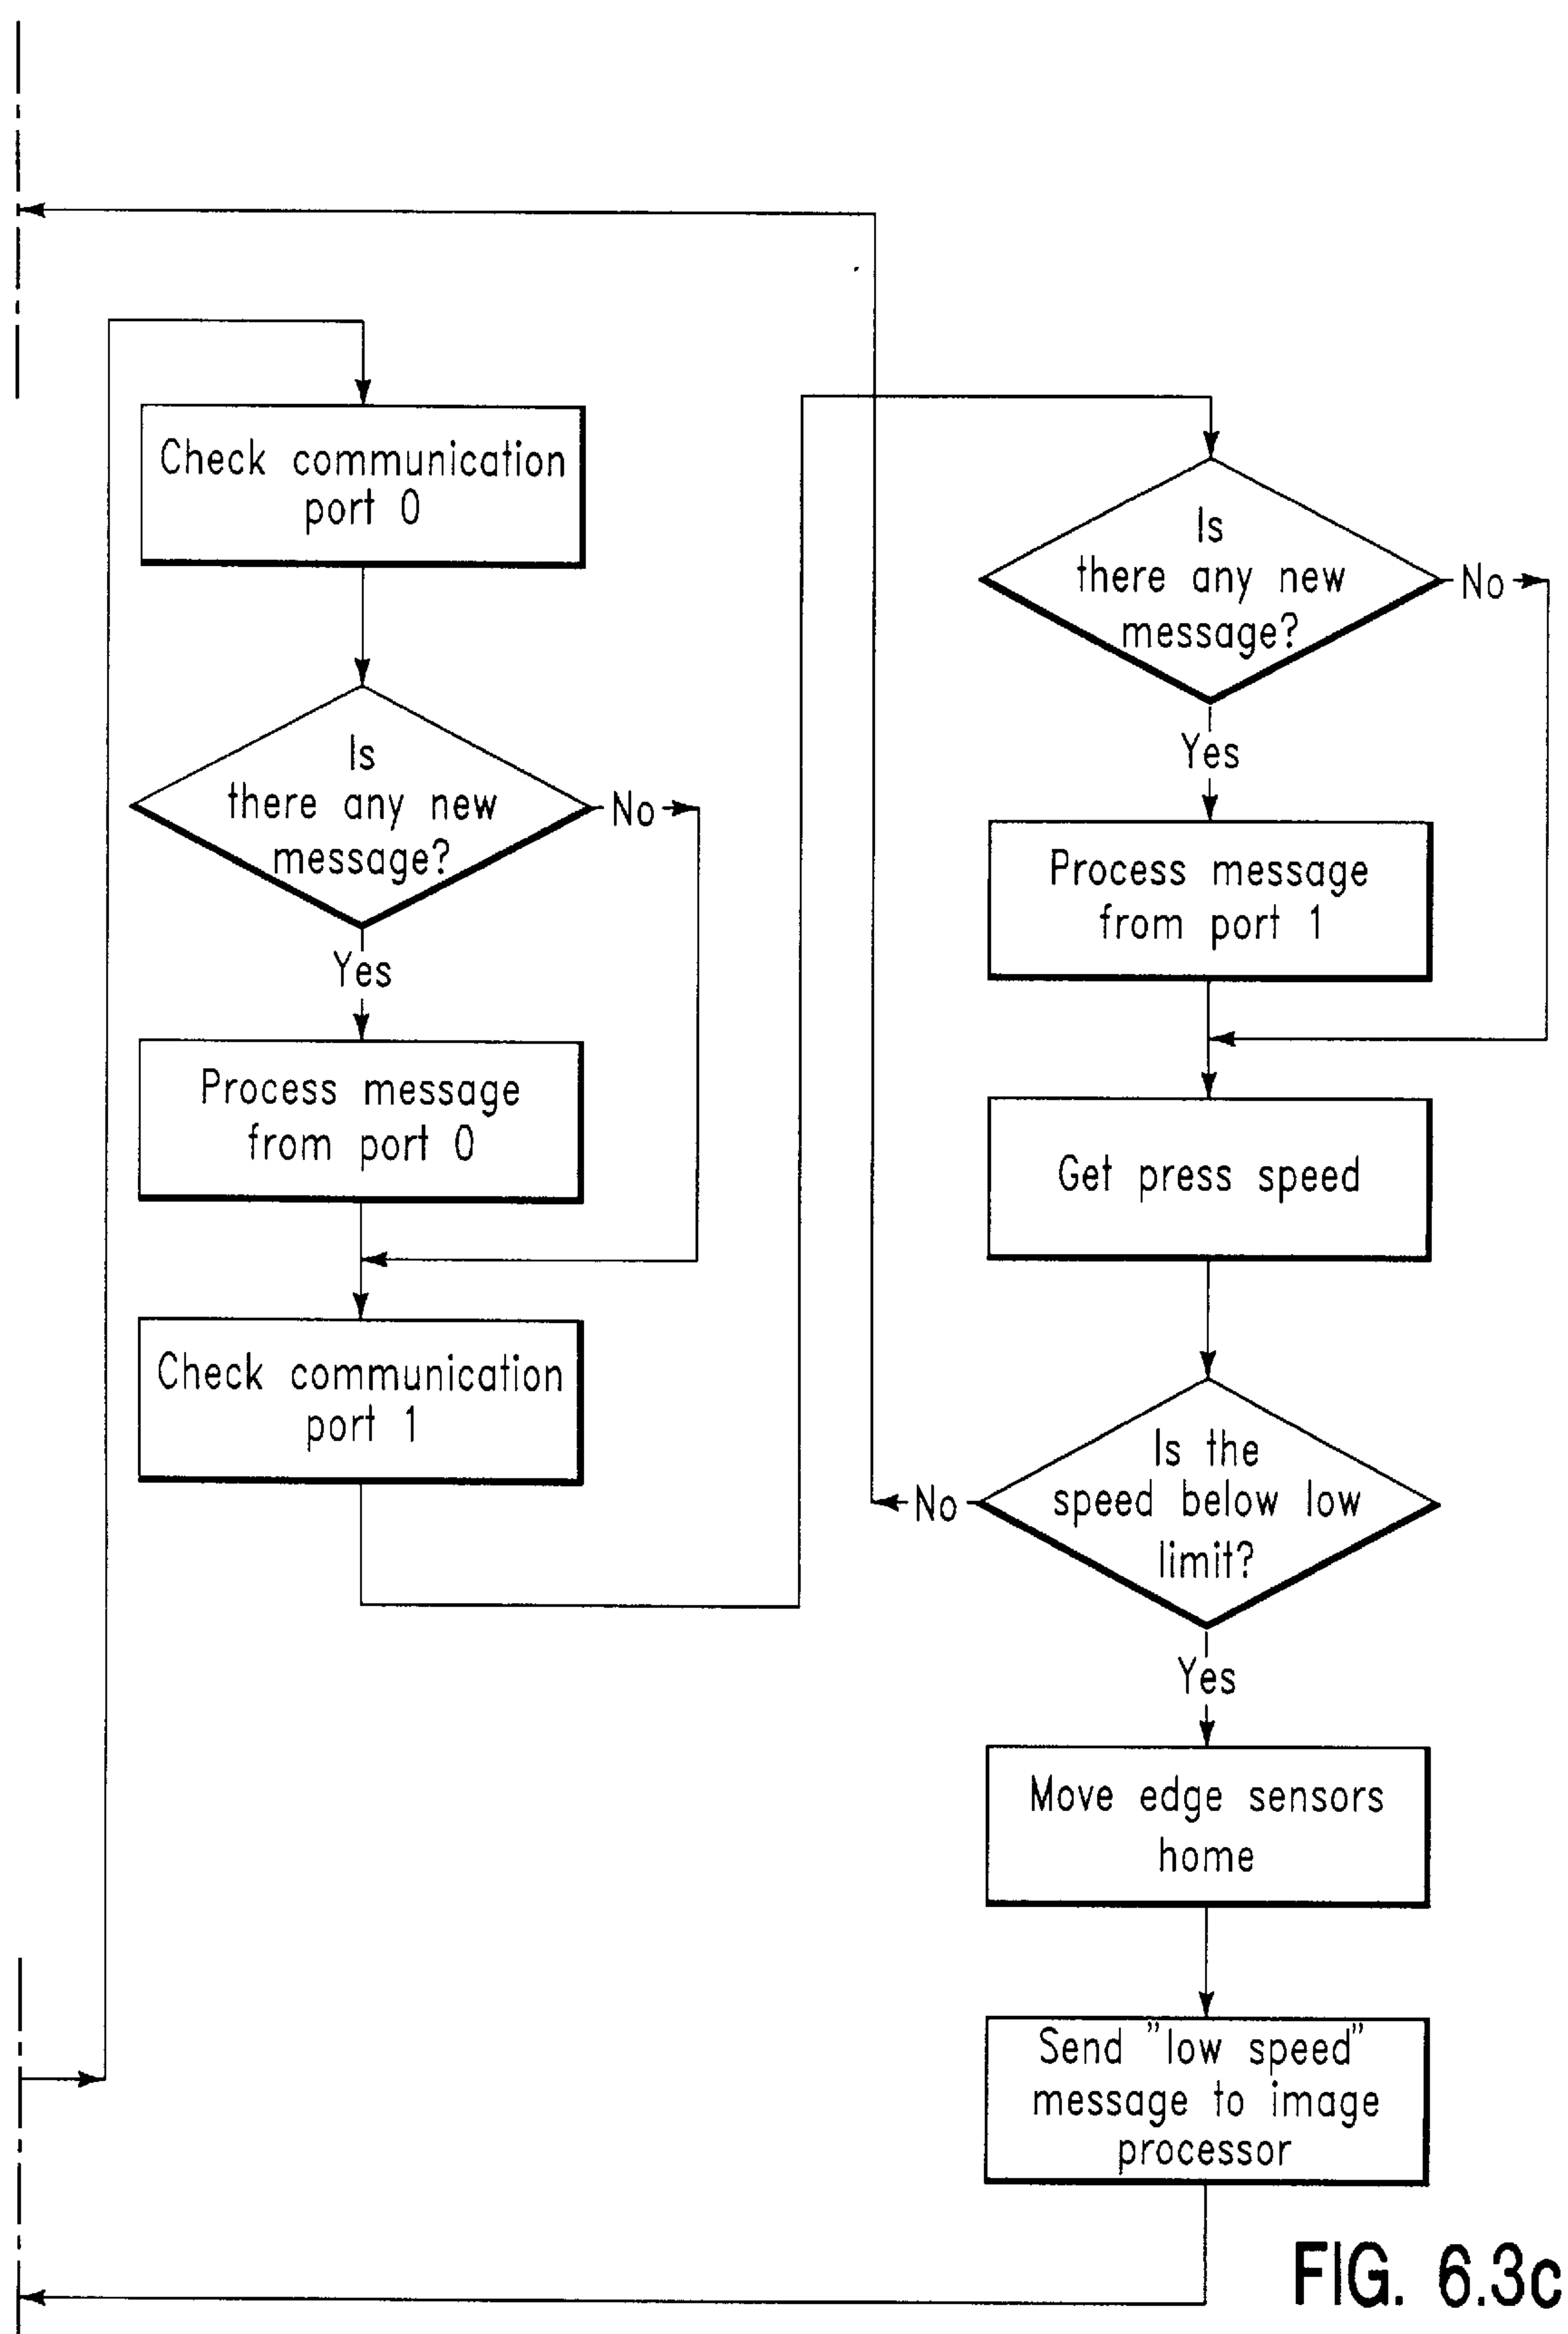 Check communication
port 0
Is
there any new
message?
No
Yes
Process message
from port 0
Check communication
port 1
Is
there any new
message?
No
Yes
Process message
from port 1
Get press speed
Is the
speed below low
limit?
No
Yes
Move edge sensors
home
Send "low speed"
message to image
processor
FIG. 6.3c